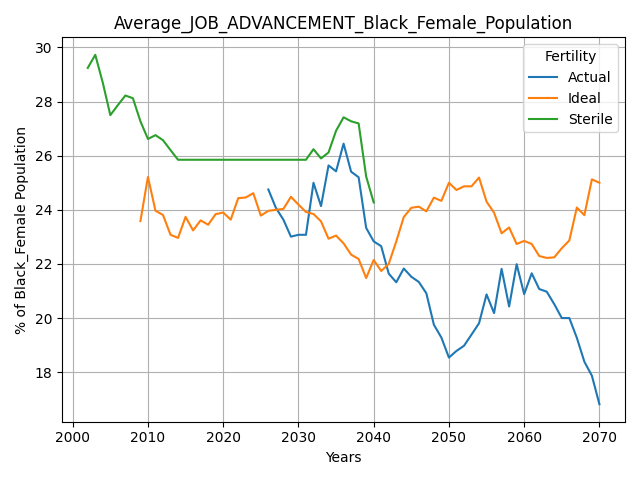 Average_JOB_ADVANCEMENT_Black_Female_Population
Fertility
Actual
Ideal
Sterile
% of Black_Female Population
30
28
26
24
22
20
18
2000 2010 2020 2030 2040 2050 2060 2070
Years